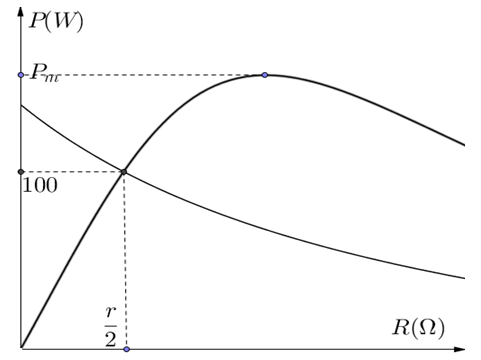 P(W)
P_m
100
r/2
R(Ω)